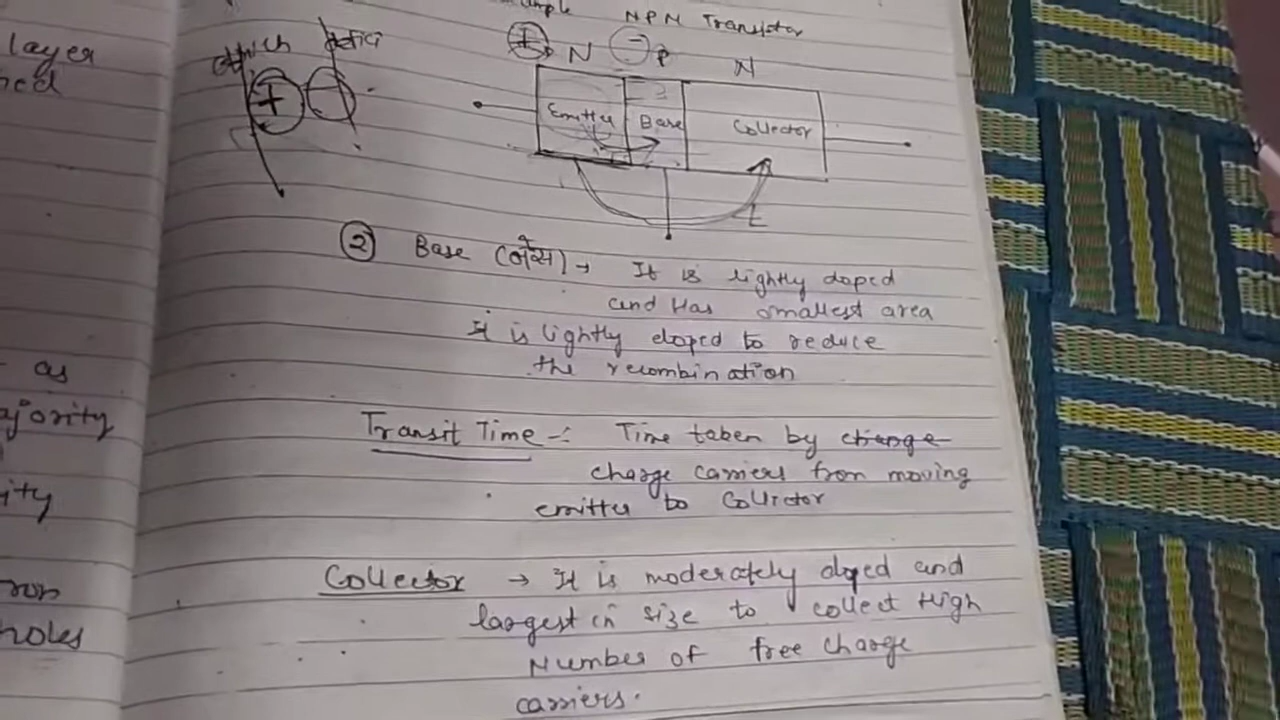 NPN Transistor
N P N
Emitter Base Collector
② Base (बेस) → It is lightly doped
and Has smallest area
It is lightly doped to reduce
the recombination
Transit Time -: Time taken by change
charge carriers from moving
emitter to Collector
Collector → It is moderately doped and
largest in size to collect High
Number of free charge
carriers.
layer
as
ity
holes